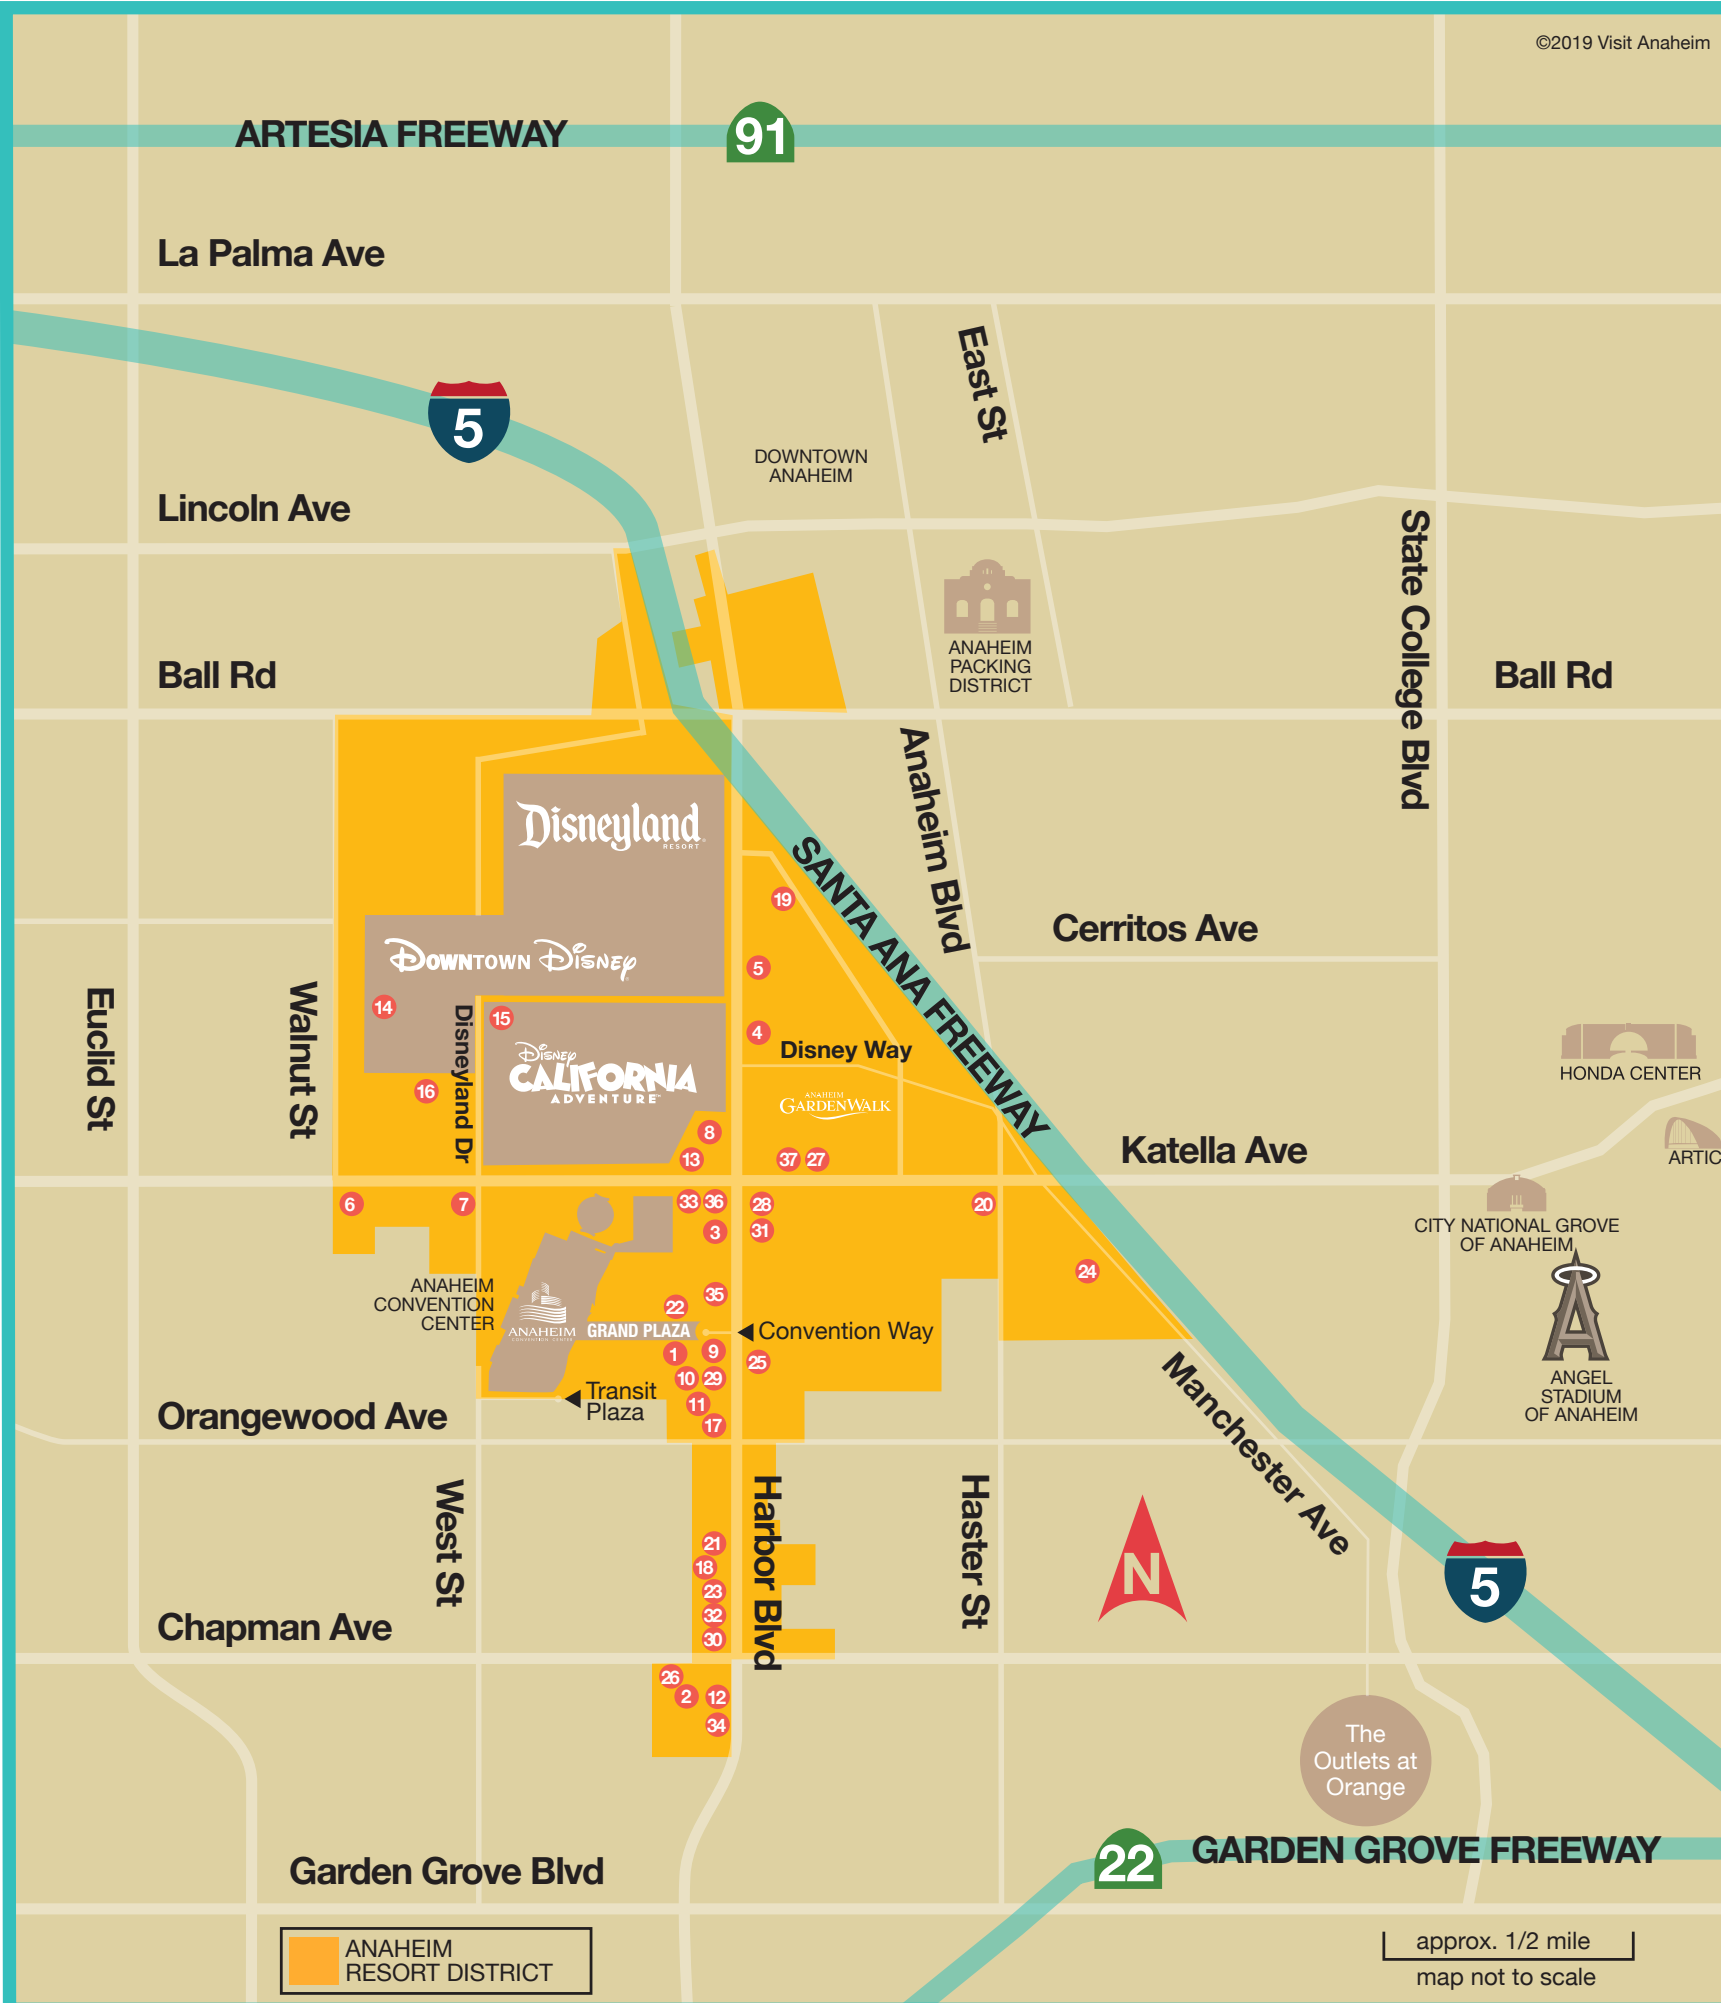 ©2019 Visit Anaheim
ARTESIA FREEWAY
91
La Palma Ave
East St
5
DOWNTOWN
ANAHEIM
Lincoln Ave
State College Blvd
ANAHEIM
PACKING
DISTRICT
Ball Rd
Ball Rd
Anaheim Blvd
Disneyland
RESORT
SANTA ANA FREEWAY
19
Cerritos Ave
DOWNTOWN DISNEY
5
Euclid St
Walnut St
14
Disneyland Dr
15
4
Disney Way
DISNEY
CALIFORNIA
ADVENTURE
HONDA CENTER
16
ANAHEIM
GARDENWALK
8
13
37
27
Katella Ave
ARTIC
6
7
33
36
28
20
3
31
CITY NATIONAL GROVE
OF ANAHEIM
24
ANAHEIM
CONVENTION
CENTER
35
22
ANAHEIM
CONVENTION CENTER
GRAND PLAZA
Convention Way
1
9
25
10
29
Transit
Plaza
11
17
A
ANGEL
STADIUM
OF ANAHEIM
Manchester Ave
Orangewood Ave
West St
Harbor Blvd
Haster St
N
21
18
23
32
30
5
Chapman Ave
26
2
12
34
The
Outlets at
Orange
22
GARDEN GROVE FREEWAY
Garden Grove Blvd
ANAHEIM
RESORT DISTRICT
approx. 1/2 mile
map not to scale